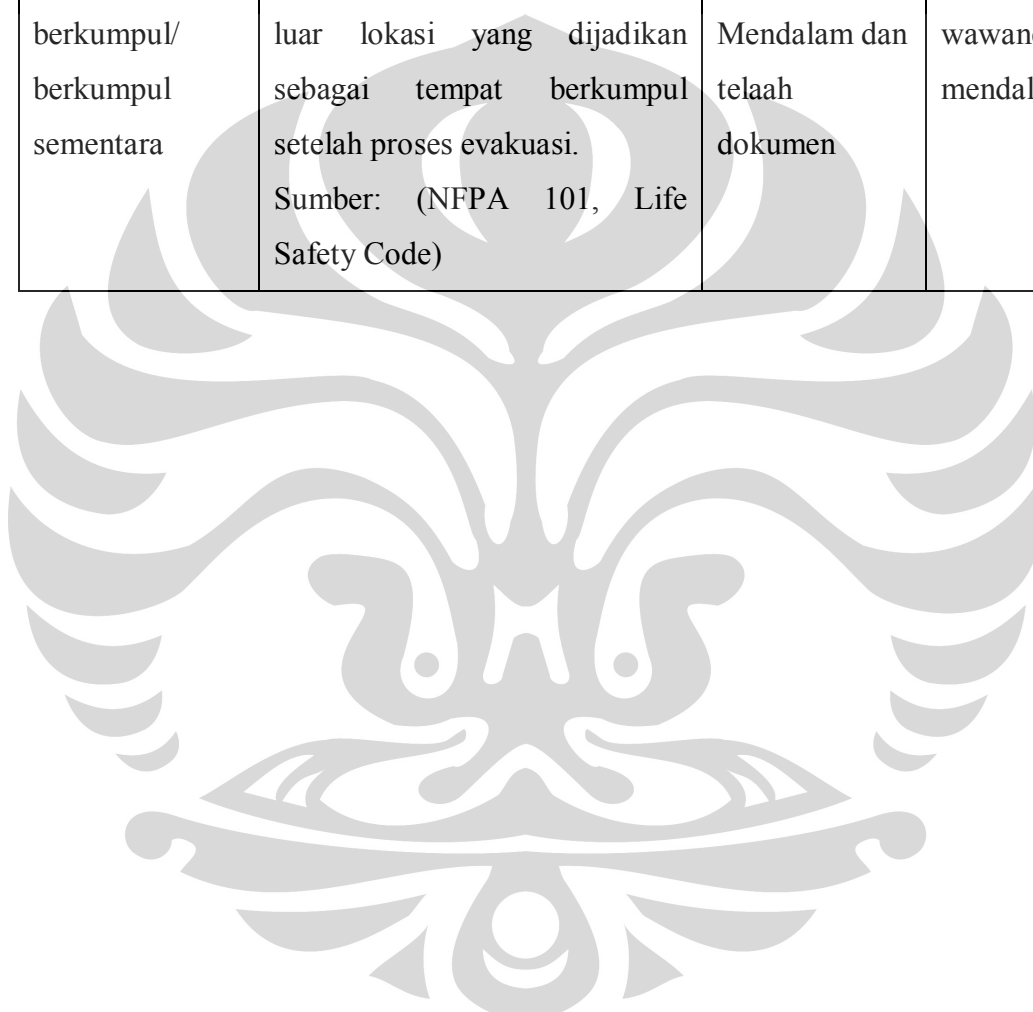 berkumpul/
berkumpul
sementara
luar lokasi yang dijadikan
sebagai tempat berkumpul
setelah proses evakuasi.
Sumber: (NFPA 101, Life
Safety Code)
Mendalam dan
telaah
dokumen